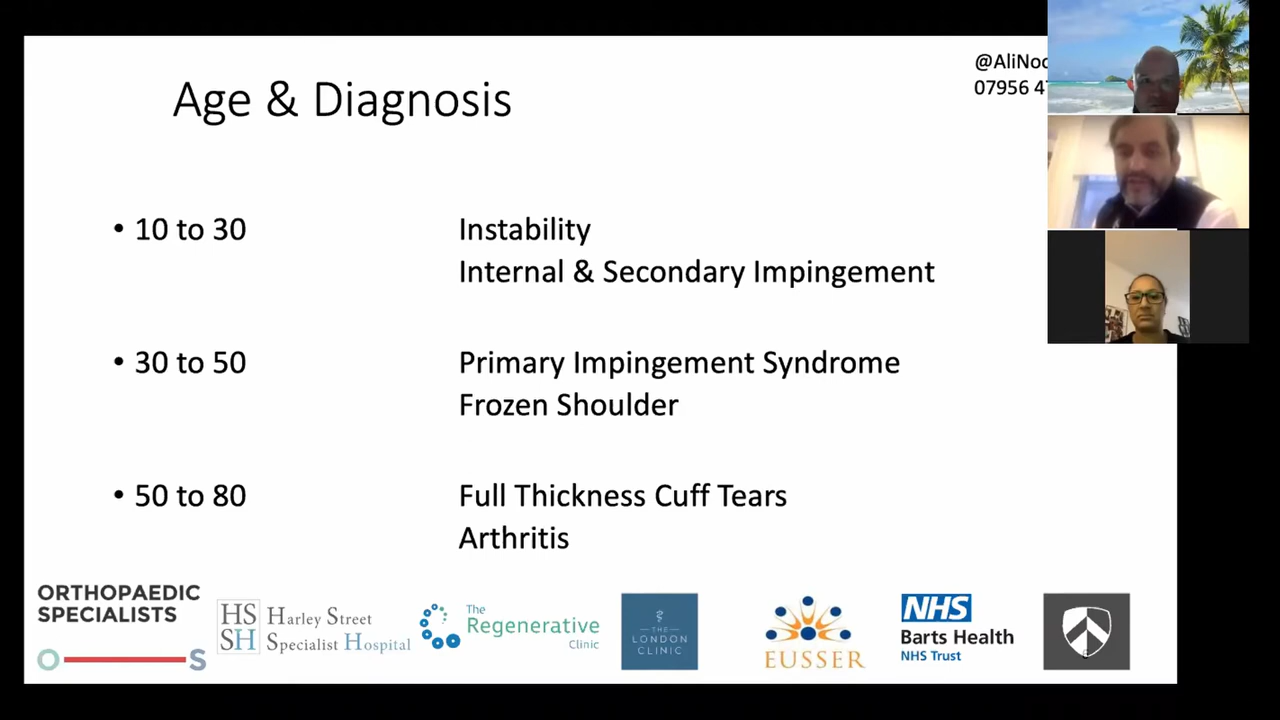 @AliNoo
07956 4
Age & Diagnosis
• 10 to 30 Instability
Internal & Secondary Impingement
• 30 to 50 Primary Impingement Syndrome
Frozen Shoulder
• 50 to 80 Full Thickness Cuff Tears
Arthritis
ORTHOPAEDIC
SPECIALISTS
O S
HS
SH
Harley Street
Specialist Hospital
The
Regenerative
Clinic
THE
LONDON
CLINIC
EUSSER
NHS
Barts Health
NHS Trust